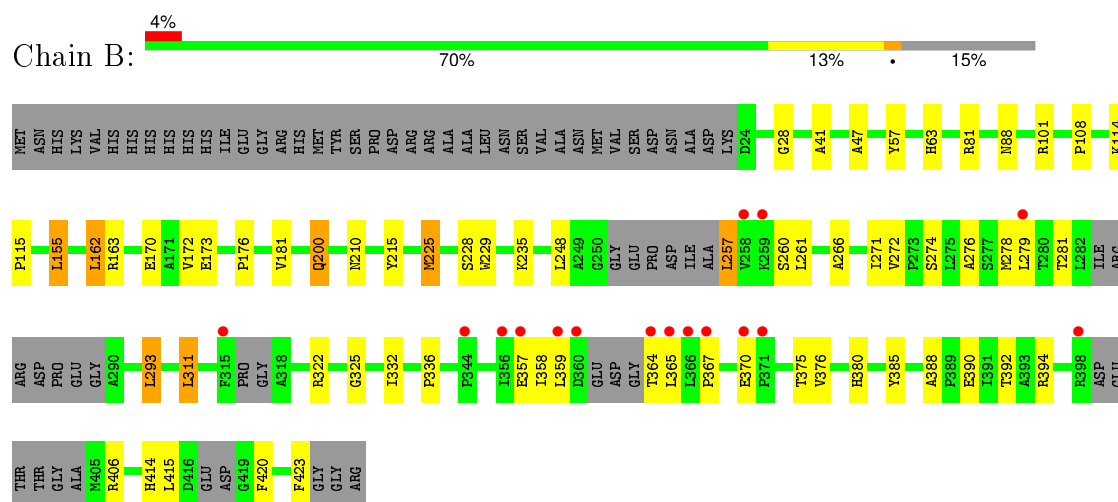 4%
Chain B:
70% 13% • 15%
MET ASN HIS LYS VAL HIS HIS HIS HIS HIS HIS ILE GLU GLY ARG HIS MET TYR SER PRO ASP ARG ARG ALA ALA LEU ASN SER VAL ALA ASN MET VAL SER ASP ASN ALA ASP LYS D24 G28 A41 A47 Y57 H63 R81 N88 R101 P108 K114
P115 L155 L162 R163 E170 A171 V172 E173 P176 V181 Q200 N210 Y215 M225 S228 W229 K235 L248 A249 G250 GLY GLU PRO ASP ILE ALA L257 V258 K259 S260 L261 A266 I271 V272 P273 S274 L275 A276 S277 M278 L279 T280 T281 L282 ILE ARG
ARG ASP PRO GLU GLY A290 L293 L311 F315 PRO GLY A318 R322 G325 I332 P336 P344 I356 E357 I358 L359 D360 GLU ASP GLY T364 L365 L366 P367 E370 P371 T375 V376 H380 Y385 A388 P389 E390 I391 T392 A393 R394 R398 ASP GLU
THR THR GLY ALA M405 R406 H414 L415 D416 GLU ASP G419 F420 F423 GLY GLY ARG